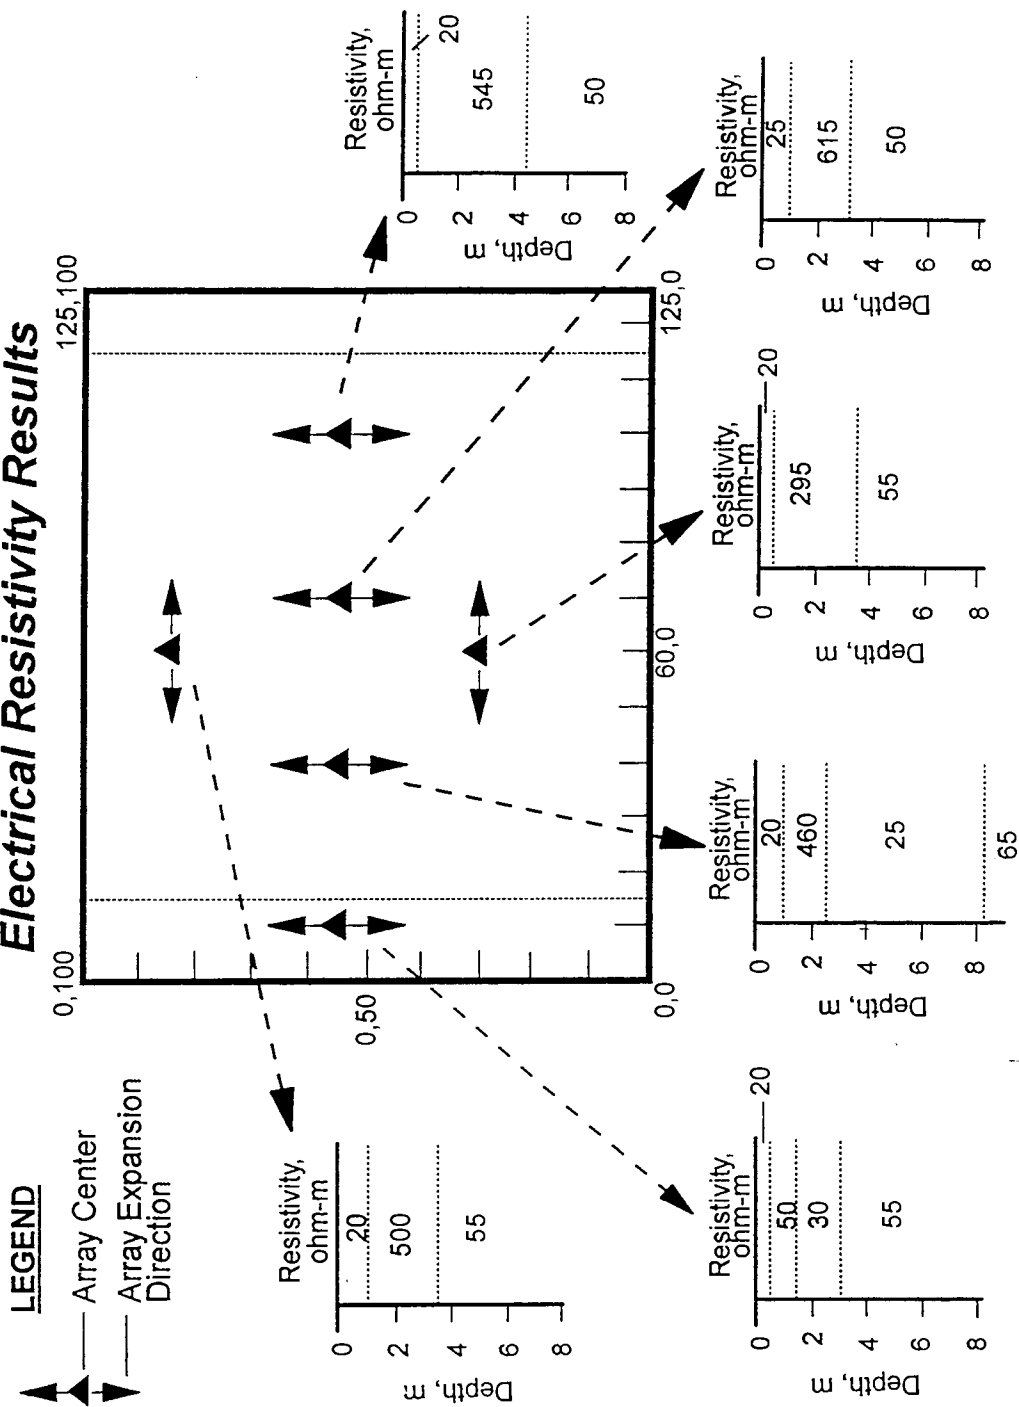 Electrical Resistivity Results
LEGEND
Array Center
Array Expansion
Direction
0,100
125,100
0,50
0,0
60,0
125,0
Resistivity,
ohm-m
20
545
50
0
2
4
6
8
Depth, m
Resistivity,
ohm-m
25
615
50
0
2
4
6
8
Depth, m
Resistivity,
ohm-m
20
295
55
0
2
4
6
8
Depth, m
Resistivity,
ohm-m
20
460
25
65
0
2
4
6
8
Depth, m
Resistivity,
ohm-m
20
50
30
55
0
2
4
6
8
Depth, m
Resistivity,
ohm-m
20
500
55
0
2
4
6
8
Depth, m